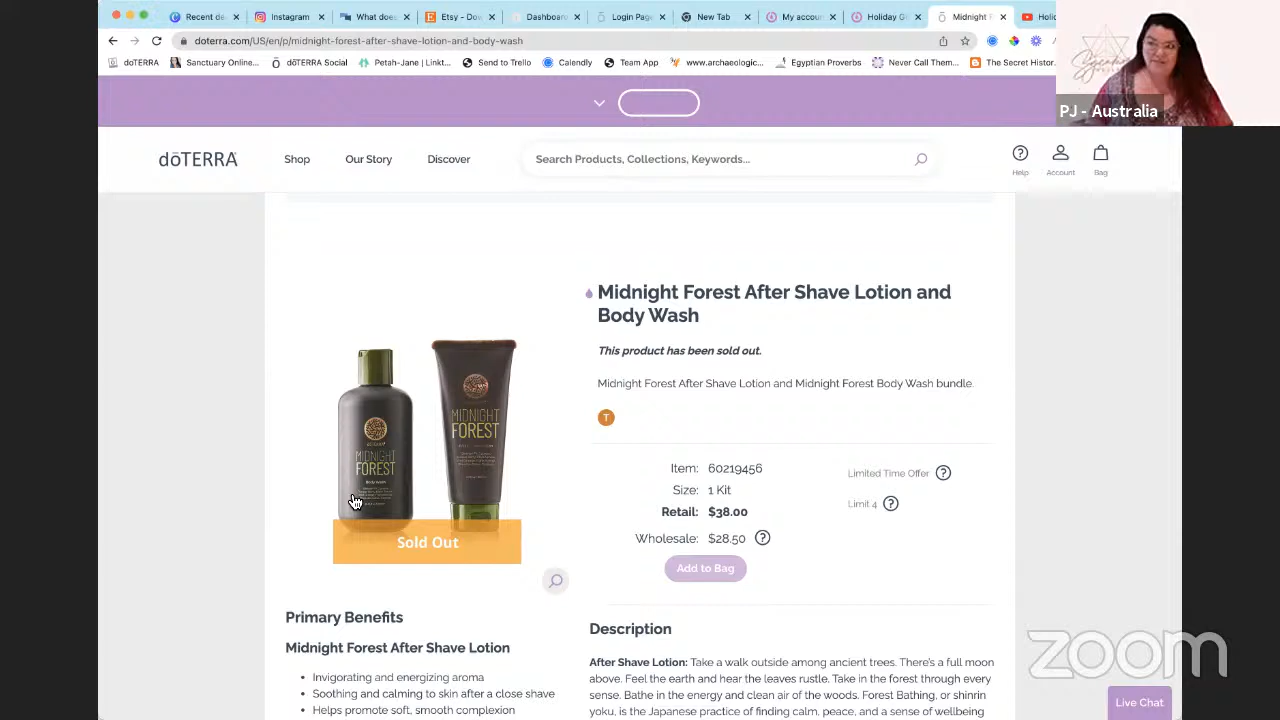 Instagram
What does
Etsy - Do
Dashboard
Login Page
New Tab
My accou
Holiday Gi
Midnight F
Holi
doterra.com/US/en/p/midnight-forest-after-shave-lotion-and-body-wash
doTERRA
Sanctuary Online...
dōTERRA Social
Petah-Jane | Linkt...
Send to Trello
Calendly
Team App
www.archaeologic...
Egyptian Proverbs
Never Call Them...
The Secret Histor
PJ - Australia
dōTERRA
Shop
Our Story
Discover
Search Products, Collections, Keywords...
Help
Account
Bag
Midnight Forest After Shave Lotion and
Body Wash
This product has been sold out.
Midnight Forest After Shave Lotion and Midnight Forest Body Wash bundle.
T
MIDNIGHT
FOREST
Body Wash
MIDNIGHT
FOREST
Sold Out
Item: 60219456
Size: 1 Kit
Retail: $38.00
Wholesale: $28.50
Limited Time Offer
Limit 4
Add to Bag
Primary Benefits
Midnight Forest After Shave Lotion
• Invigorating and energizing aroma
• Soothing and calming to skin after a close shave
• Helps promote soft, smooth complexion
Description
After Shave Lotion: Take a walk outside among ancient trees. There's a full moon
above. Feel the earth and hear the leaves rustle. Take in the forest through every
sense. Bathe in the energy and clean air of the woods. Forest Bathing, or shinrin
yoku, is the Japanese practice of finding calm, peace, and a sense of wellbeing
zoom
Live Chat